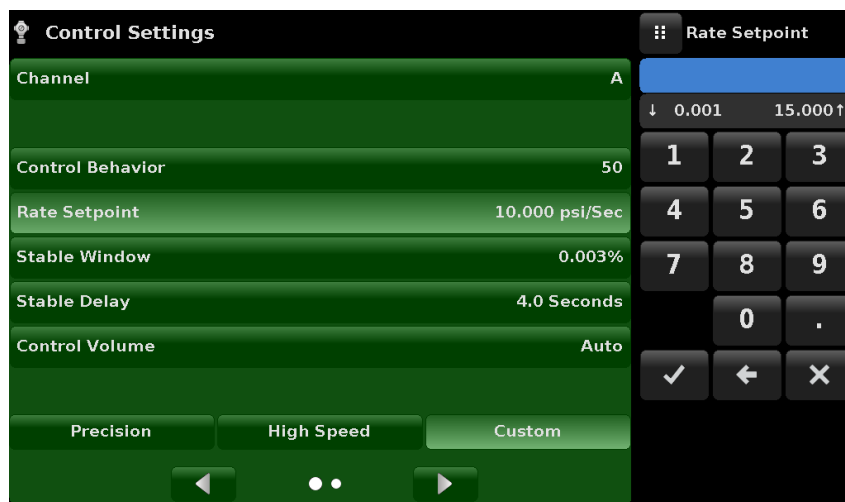 Control Settings
Channel A
Control Behavior 50
Rate Setpoint 10.000 psi/Sec
Stable Window 0.003%
Stable Delay 4.0 Seconds
Control Volume Auto
Precision High Speed Custom
Rate Setpoint
↓ 0.001 15.000↑
1 2 3
4 5 6
7 8 9
0 .